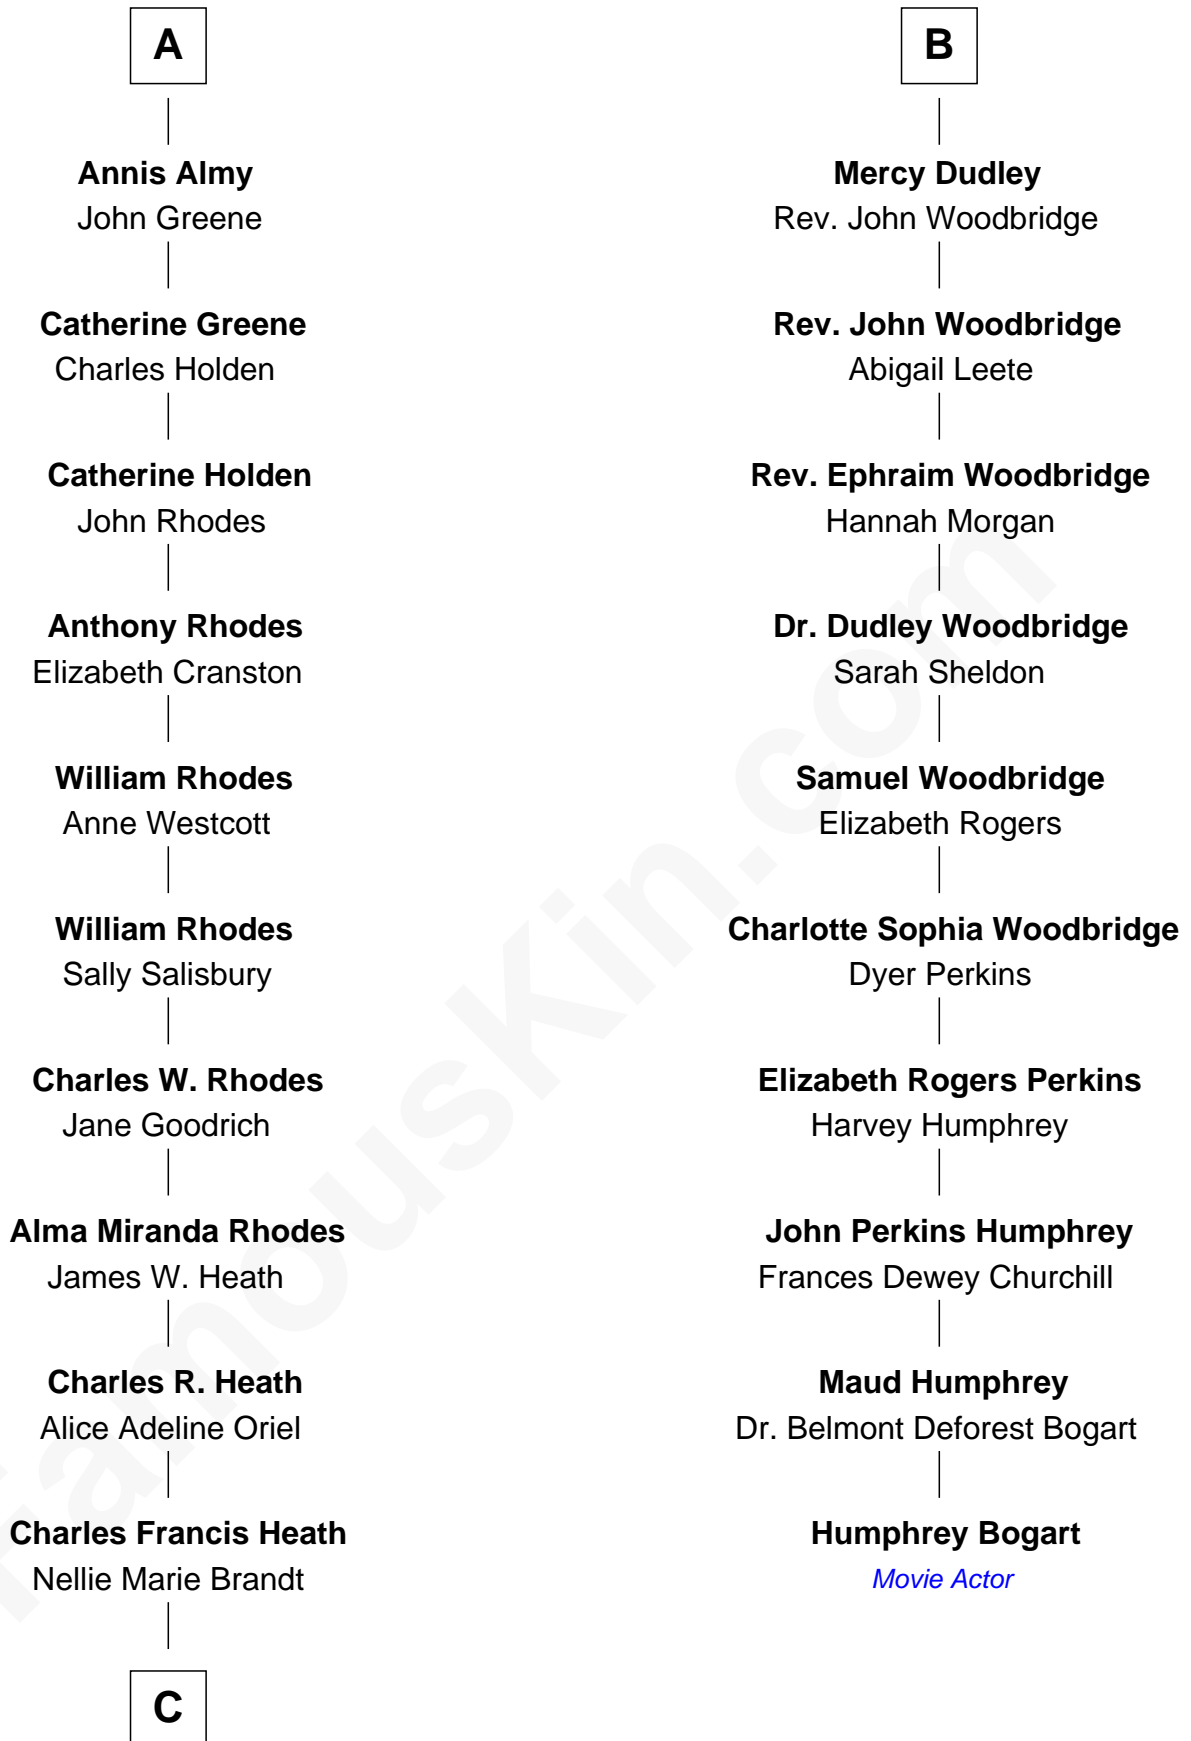 A
Annis Almy
John Greene
Catherine Greene
Charles Holden
Catherine Holden
John Rhodes
Anthony Rhodes
Elizabeth Cranston
William Rhodes
Anne Westcott
William Rhodes
Sally Salisbury
Charles W. Rhodes
Jane Goodrich
Alma Miranda Rhodes
James W. Heath
Charles R. Heath
Alice Adeline Oriel
Charles Francis Heath
Nellie Marie Brandt
C
B
Mercy Dudley
Rev. John Woodbridge
Rev. John Woodbridge
Abigail Leete
Rev. Ephraim Woodbridge
Hannah Morgan
Dr. Dudley Woodbridge
Sarah Sheldon
Samuel Woodbridge
Elizabeth Rogers
Charlotte Sophia Woodbridge
Dyer Perkins
Elizabeth Rogers Perkins
Harvey Humphrey
John Perkins Humphrey
Frances Dewey Churchill
Maud Humphrey
Dr. Belmont Deforest Bogart
Humphrey Bogart
Movie Actor
FamousKin.com